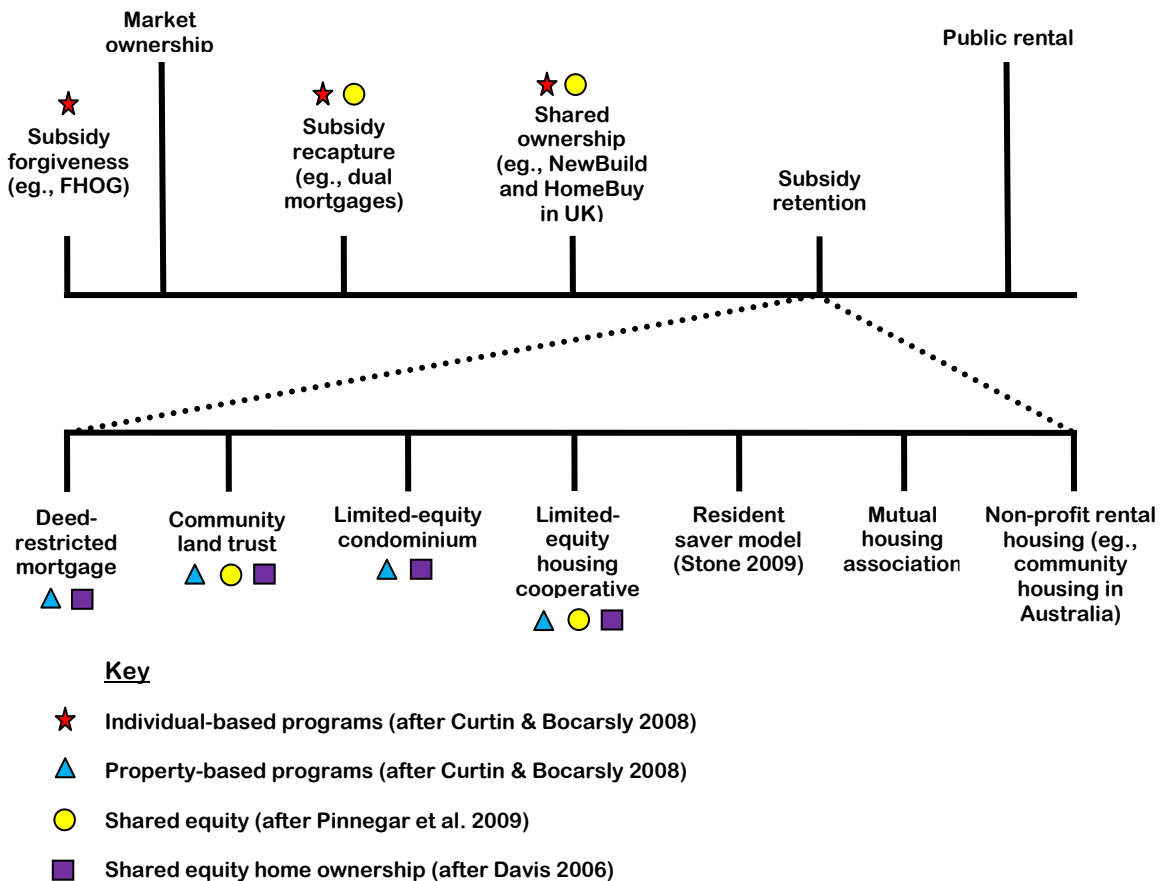 Market
ownership
Public rental
Subsidy
forgiveness
(eg., FHOG)
Subsidy
recapture
(eg., dual
mortgages)
Shared
ownership
(eg., NewBuild
and HomeBuy
in UK)
Subsidy
retention
Deed-
restricted
mortgage
Community
land trust
Limited-equity
condominium
Limited-
equity
housing
cooperative
Resident
saver model
(Stone 2009)
Mutual
housing
association
Non-profit rental
housing (eg.,
community
housing in
Australia)
Key
Individual-based programs (after Curtin & Bocarsly 2008)
Property-based programs (after Curtin & Bocarsly 2008)
Shared equity (after Pinnegar et al. 2009)
Shared equity home ownership (after Davis 2006)